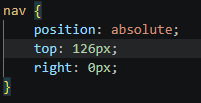 nav {
    position: absolute;
    top: 126px;
    right: 0px;
}